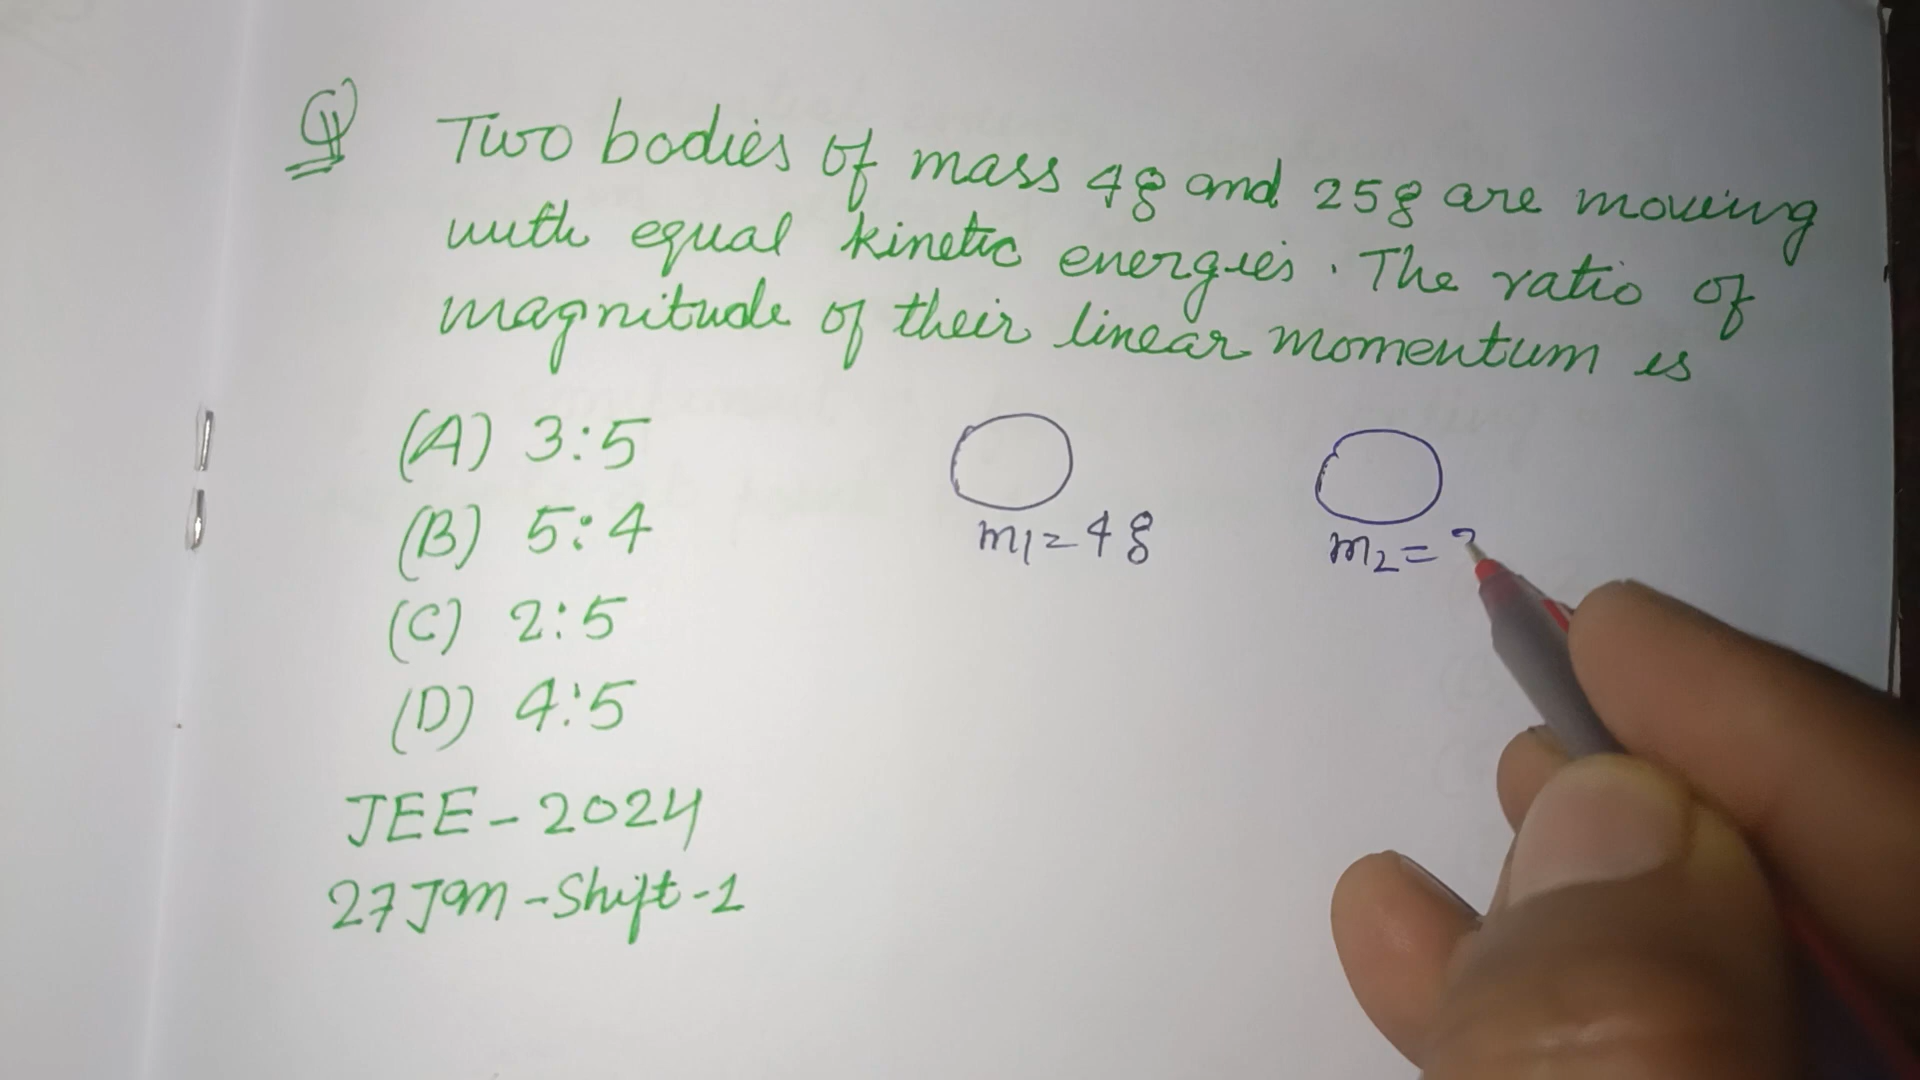 Q Two bodies of mass 4g and 25g are moving
with equal kinetic energies. The ratio of
magnitude of their linear momentum is
(A) 3:5
(B) 5:4
(C) 2:5
(D) 4:5
JEE-2024
27 Jan-Shift-1
m1=4g
m2=